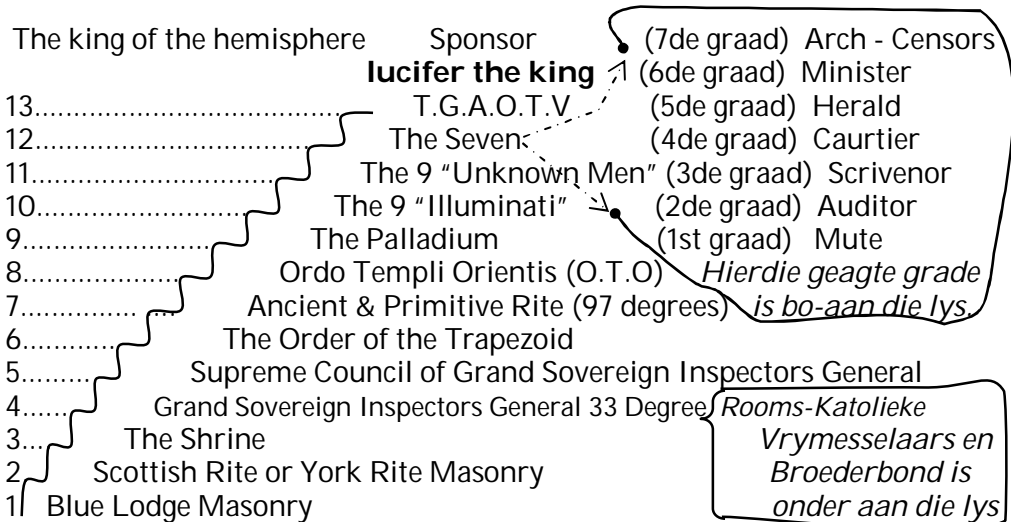 The king of the hemisphere Sponsor (7de graad) Arch - Censors
lucifer the king (6de graad) Minister
13........................................ T.G.A.O.T.V (5de graad) Herald
12..................................... The Seven (4de graad) Caurtier
11................................. The 9 “Unknown Men” (3de graad) Scrivenor
10........................... The 9 “Illuminati” (2de graad) Auditor
9......................... The Palladium (1st graad) Mute
8..................... Ordo Templi Orientis (O.T.O) Hierdie geagte grade
7.............. .... Ancient & Primitive Rite (97 degrees) is bo-aan die lys.
6............ The Order of the Trapezoid
5......... Supreme Council of Grand Sovereign Inspectors General
4....... Grand Sovereign Inspectors General 33 Degree Rooms-Katolieke
3... The Shrine Vrymesselaars en
2 Scottish Rite or York Rite Masonry Broederbond is
1 Blue Lodge Masonry onder aan die lys